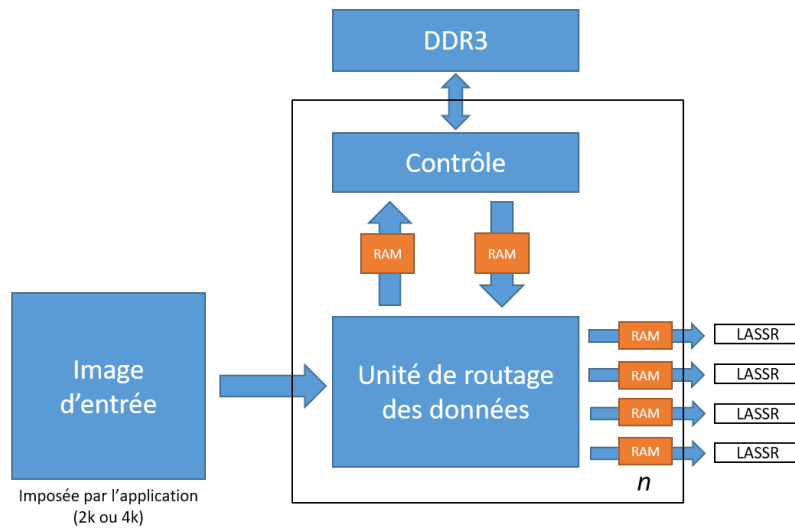 DDR3
Contrôle
RAM
RAM
Image
d'entrée
Unité de routage
des données
RAM
LASSR
RAM
LASSR
RAM
LASSR
RAM
LASSR
n
Imposée par l'application
(2k ou 4k)